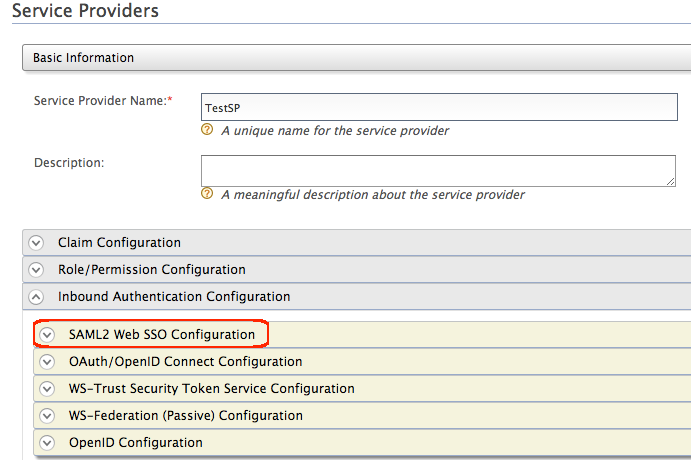 Service Providers
Basic Information
Service Provider Name:*
TestSP
? A unique name for the service provider
Description:
? A meaningful description about the service provider
Claim Configuration
Role/Permission Configuration
Inbound Authentication Configuration
SAML2 Web SSO Configuration
OAuth/OpenID Connect Configuration
WS-Trust Security Token Service Configuration
WS-Federation (Passive) Configuration
OpenID Configuration